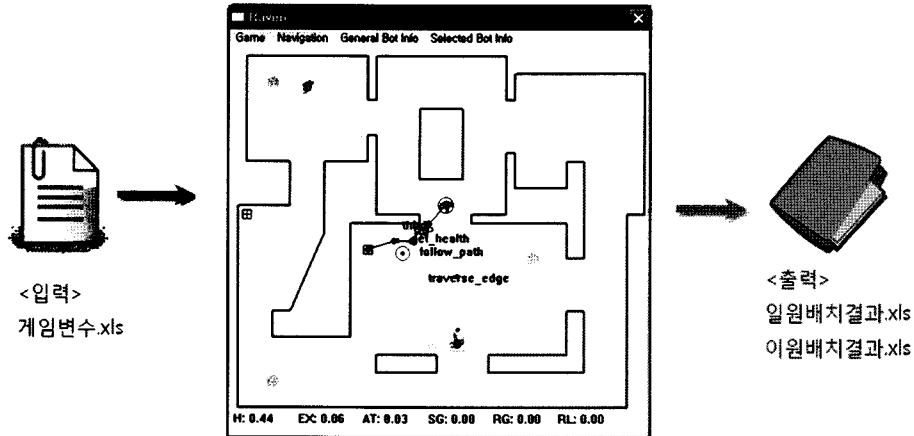 Raven
Game Navigation General Bot Info Selected Bot Info
get_health
follow_path
traverse_edge
H: 0.44 EX: 0.06 AT: 0.03 SG: 0.00 RG: 0.00 RL: 0.00
<입력>
게임변수.xls
<출력>
일원배치결과.xls
이원배치결과.xls